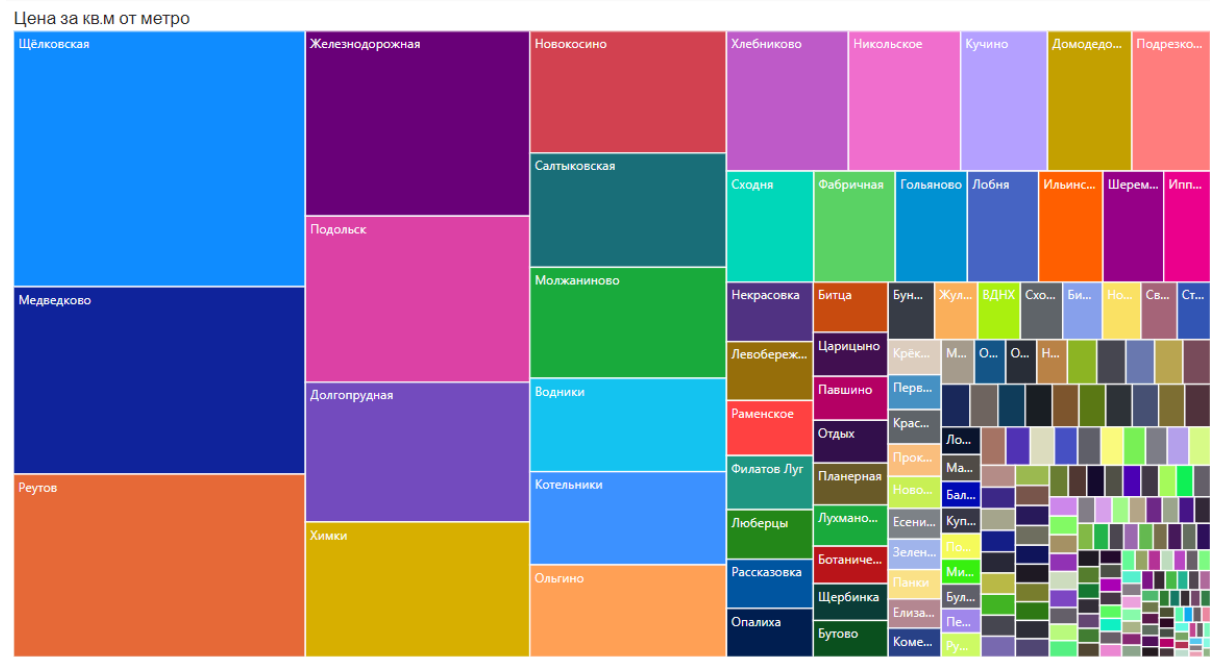 Цена за кв.м от метро
Щёлковская
Медведково
Реутов
Железнодорожная
Подольск
Долгопрудная
Химки
Новокосино
Салтыковская
Молжаниново
Водники
Котельники
Ольгино
Хлебниково
Никольское
Кучино
Домодедо...
Подрезко...
Сходня
Фабричная
Гольяново
Лобня
Ильинс...
Шерем...
Ипп...
Некрасовка
Левобереж...
Раменское
Филатов Луг
Люберцы
Рассказовка
Опалиха
Битца
Царицыно
Павшино
Отдых
Планерная
Лухмано...
Ботаниче...
Щербинка
Бутово
Бун...
Жул...
ВДНХ
Схо...
Би...
Но...
Св...
Ст...
Крёк...
Перв...
Крас...
Прок...
Ново...
Есени...
Зелен...
Панки
Елиза...
Коме...
М...
О...
О...
Н...
Ло...
Ма...
Бал...
Куп...
По...
Ми...
Бул...
Пе...
Ру...